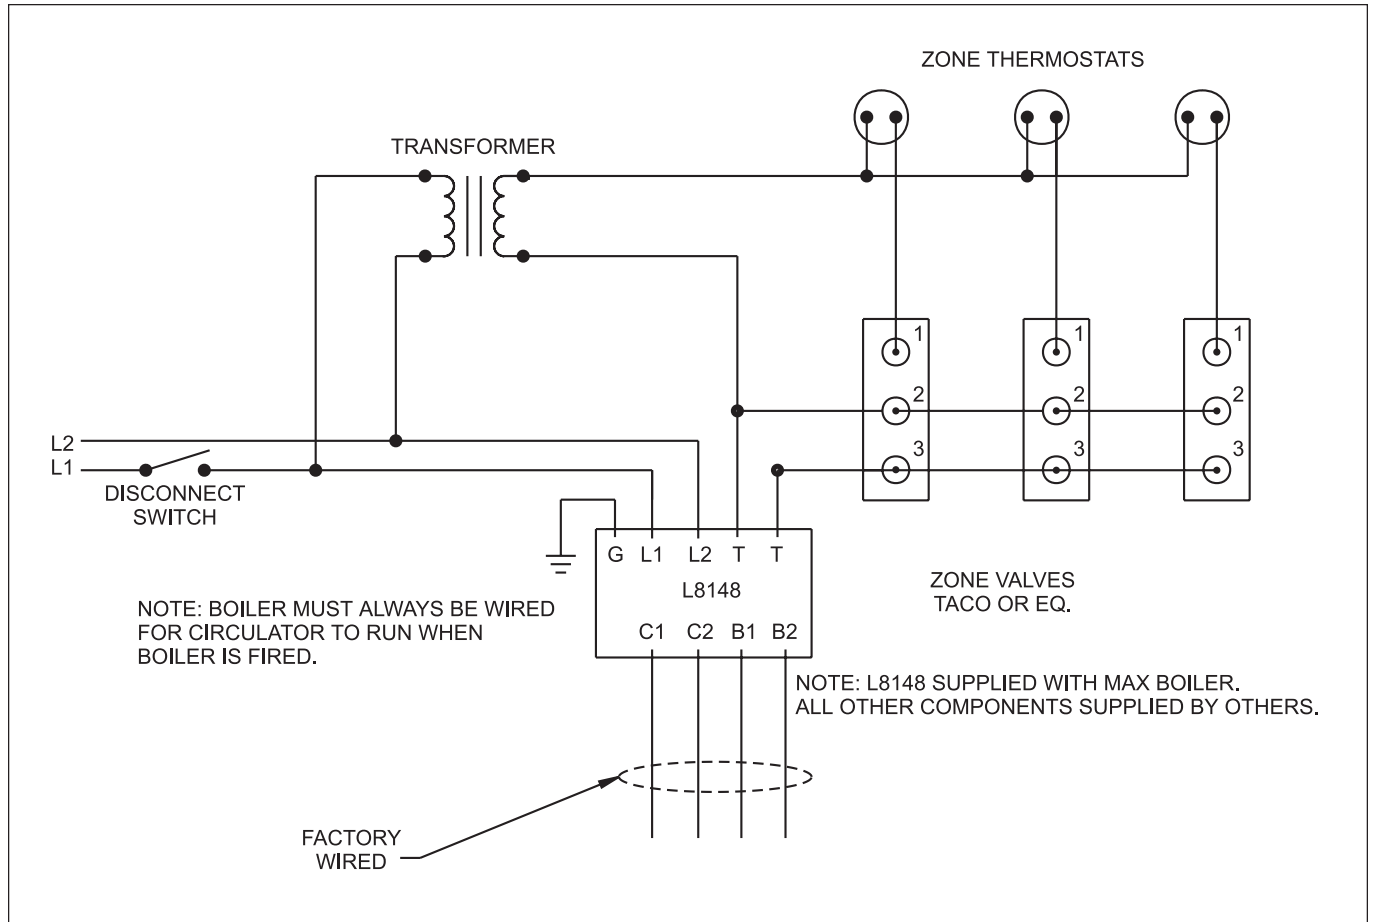 ZONE THERMOSTATS
TRANSFORMER
1 1 1
2 2 2
3 3 3
L2
L1
DISCONNECT
SWITCH
G L1 L2 T T
L8148
C1 C2 B1 B2
ZONE VALVES
TACO OR EQ.
NOTE: BOILER MUST ALWAYS BE WIRED
FOR CIRCULATOR TO RUN WHEN
BOILER IS FIRED.
NOTE: L8148 SUPPLIED WITH MAX BOILER.
ALL OTHER COMPONENTS SUPPLIED BY OTHERS.
FACTORY
WIRED